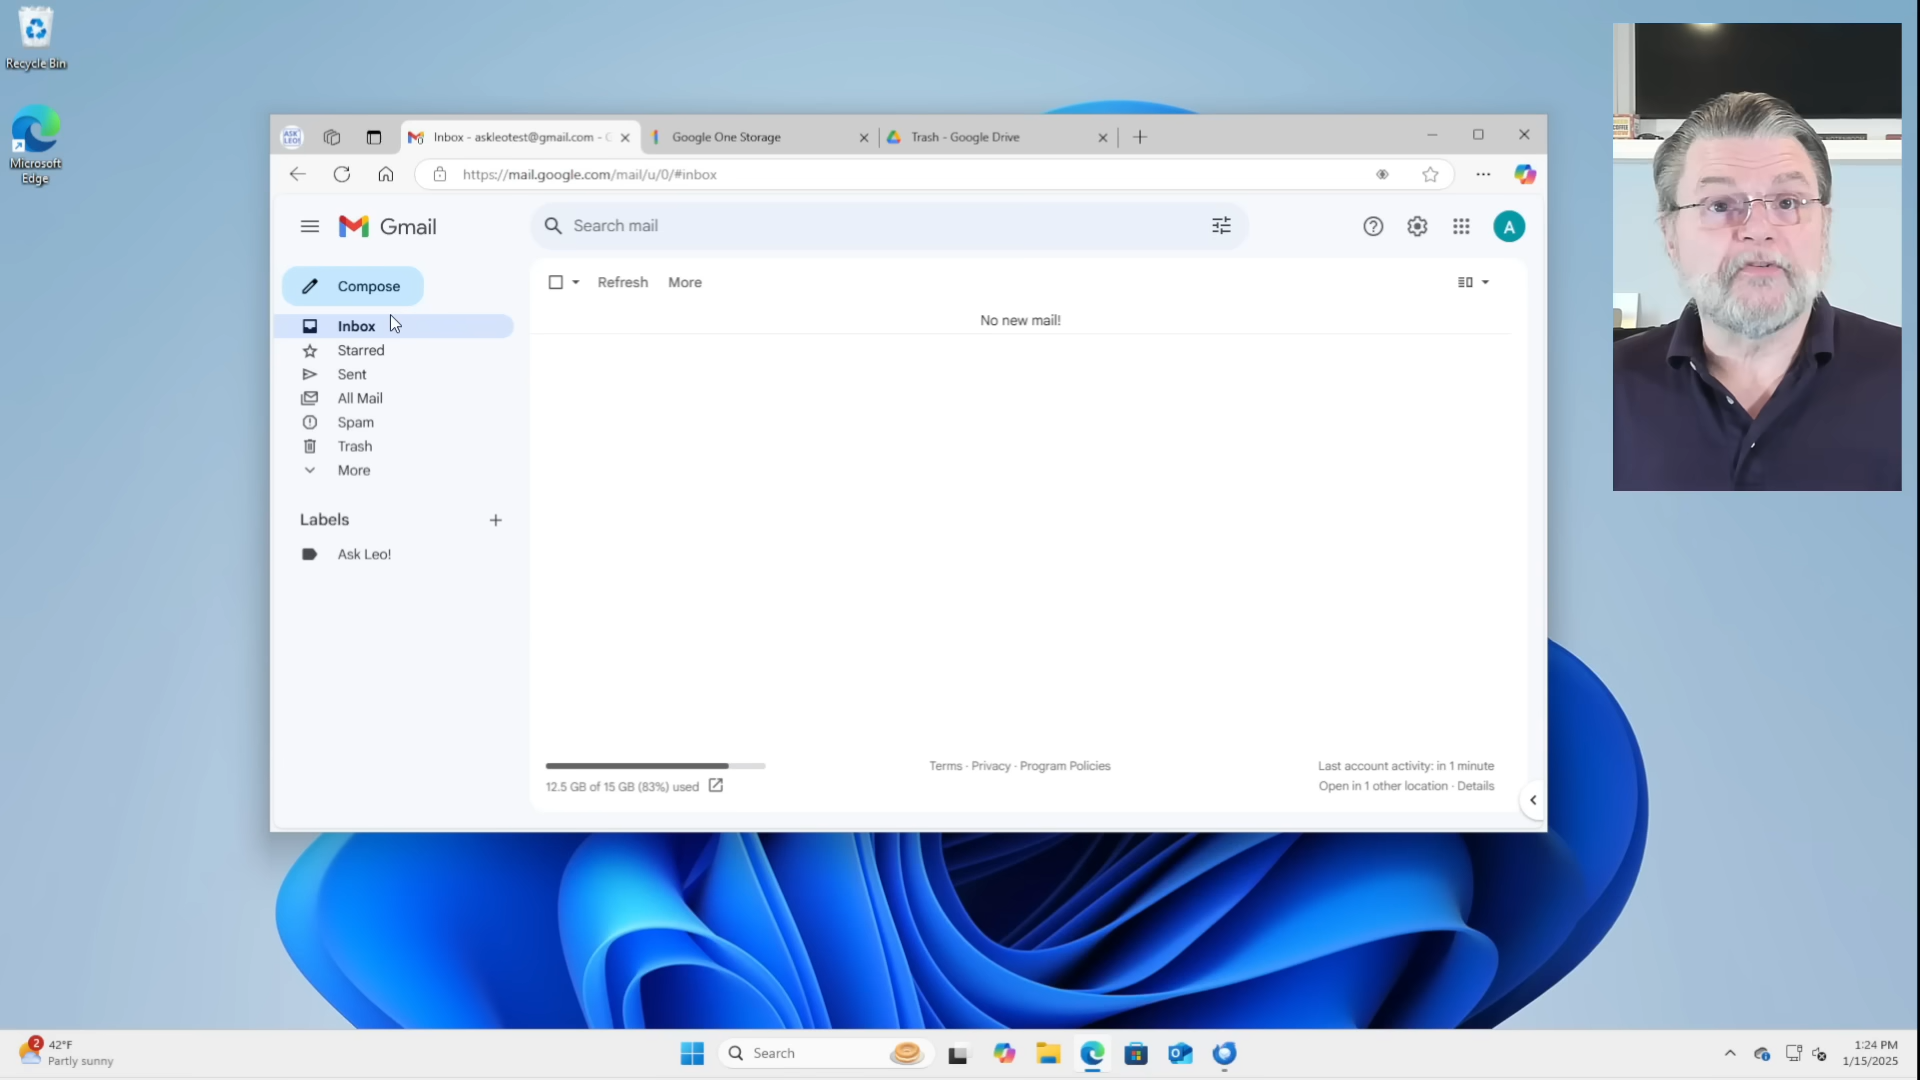 Recycle Bin
Microsoft
Edge
ASK
LEO!
Inbox - askleotest@gmail.com -
Google One Storage
Trash - Google Drive
https://mail.google.com/mail/u/0/#inbox
Gmail
Search mail
A
Compose
Refresh
More
Inbox
No new mail!
Starred
Sent
All Mail
Spam
Trash
More
Labels
Ask Leo!
12.5 GB of 15 GB (83%) used
Terms · Privacy · Program Policies
Last account activity: in 1 minute
Open in 1 other location · Details
2
42°F
Partly sunny
Search
1:24 PM
1/15/2025